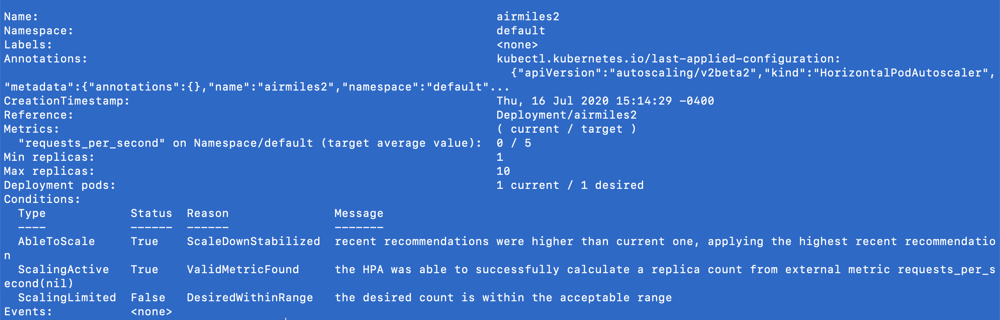 Name:                                                                  airmiles2
Namespace:                                                             default
Labels:                                                                <none>
Annotations:                                                           kubectl.kubernetes.io/last-applied-configuration:
                                                                         {"apiVersion":"autoscaling/v2beta2","kind":"HorizontalPodAutoscaler",
"metadata":{"annotations":{},"name":"airmiles2","namespace":"default"...
CreationTimestamp:                                                     Thu, 16 Jul 2020 15:14:29 -0400
Reference:                                                             Deployment/airmiles2
Metrics:                                                               ( current / target )
  "requests_per_second" on Namespace/default (target average value):  0 / 5
Min replicas:                                                          1
Max replicas:                                                          10
Deployment pods:                                                       1 current / 1 desired
Conditions:
  Type            Status  Reason               Message
  ----            ------  ------               -------
  AbleToScale     True    ScaleDownStabilized  recent recommendations were higher than current one, applying the highest recent recommendatio
n
  ScalingActive   True    ValidMetricFound     the HPA was able to successfully calculate a replica count from external metric requests_per_s
econd(nil)
  ScalingLimited  False   DesiredWithinRange   the desired count is within the acceptable range
Events:           <none>